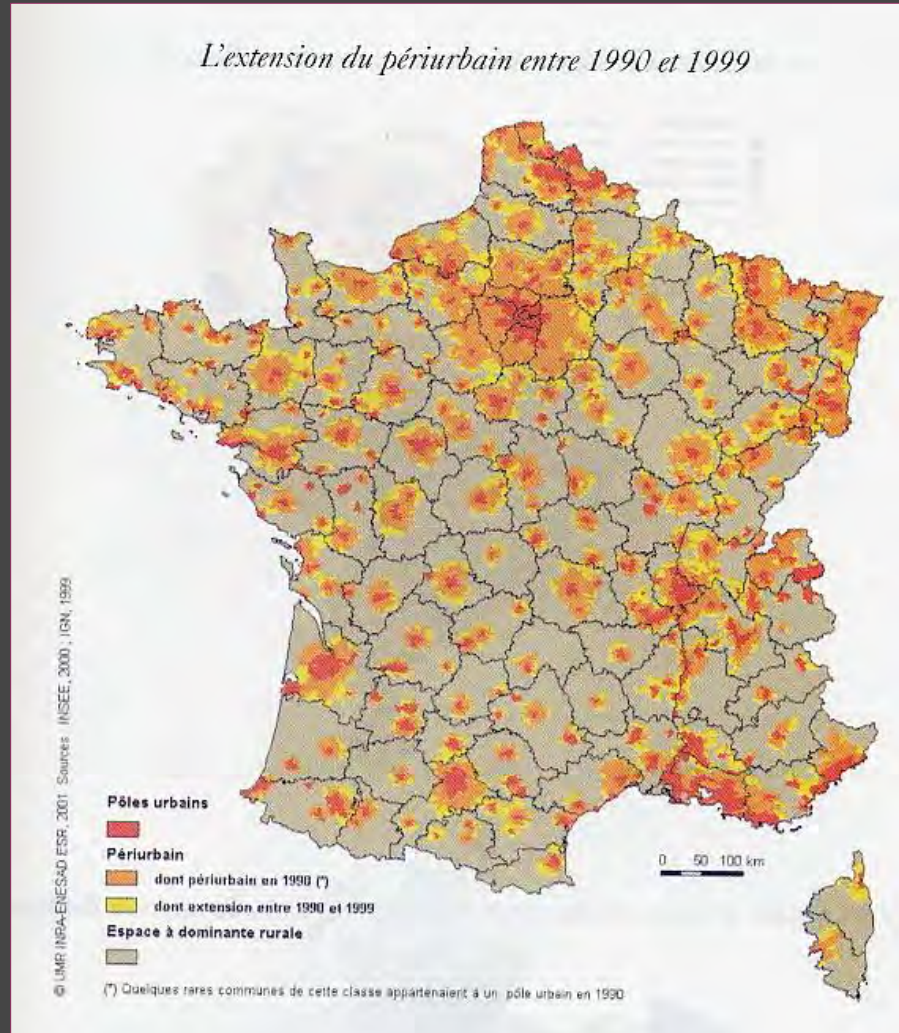 L'extension du périurbain entre 1990 et 1999
© UMR INRA-ENESAD ESR, 2001 Sources INSEE, 2000 ; IGN, 1999
Pôles urbains
Périurbain
dont périurbain en 1990 (*)
dont extension entre 1990 et 1999
Espace à dominante rurale
0 50 100 km
(*) Quelques rares communes de cette classe appartenaient à un pôle urbain en 1990